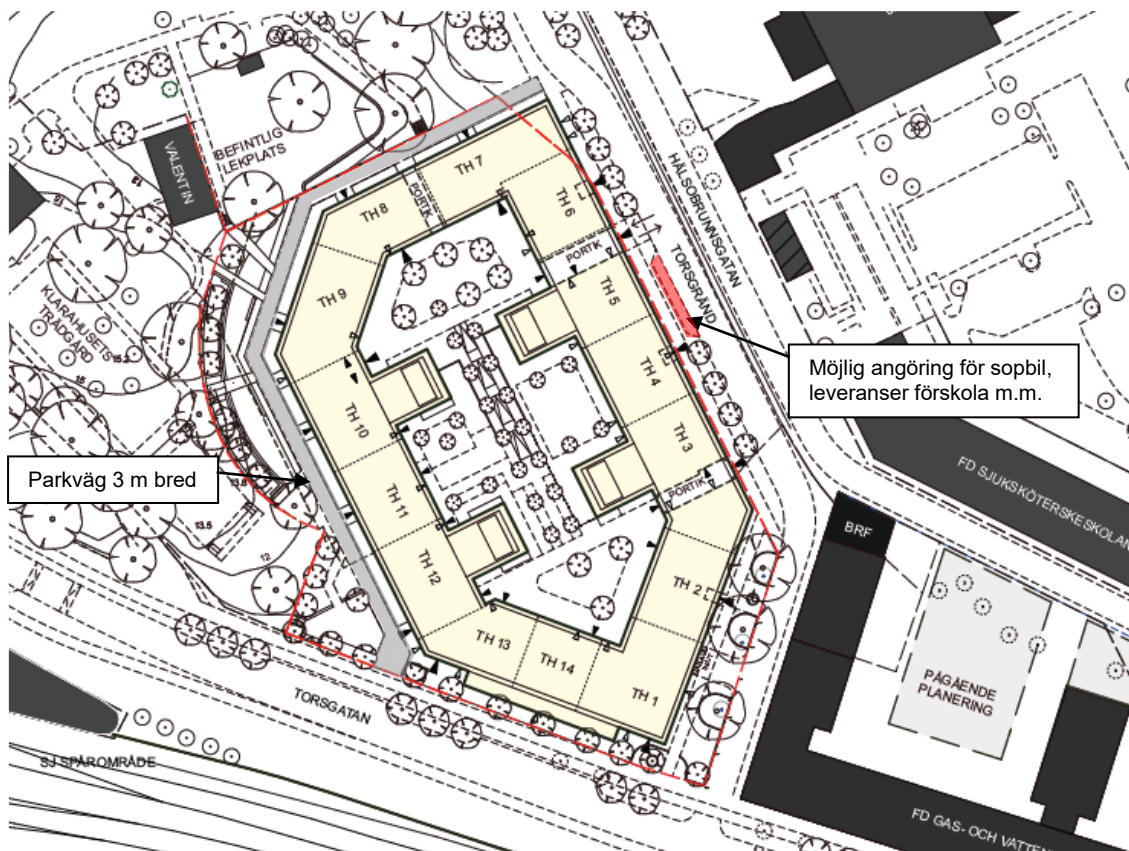 VALENTIN
BEFINTLIG
LEKPLATS
KLARAHUSETS
TRÄDGÅRD
TH 7
PORTIK
TH 8
TH 6
PORTIK
TH 9
TH 5
HÄLSOBRUNNSGATAN
TORSGRÄND
Möjlig angöring för sopbil,
leveranser förskola m.m.
TH 4
TH 10
TH 3
Parkväg 3 m bred
PORTIK
TH 11
TH 12
TH 2
TH 13
TH 14
TH 1
13.5
12
FD SJUKSKÖTERSKESKOLAN
BRF
PÅGÅENDE
PLANERING
TORSGATAN
SJ SPÅROMRÅDE
FD GAS- OCH VATTEN